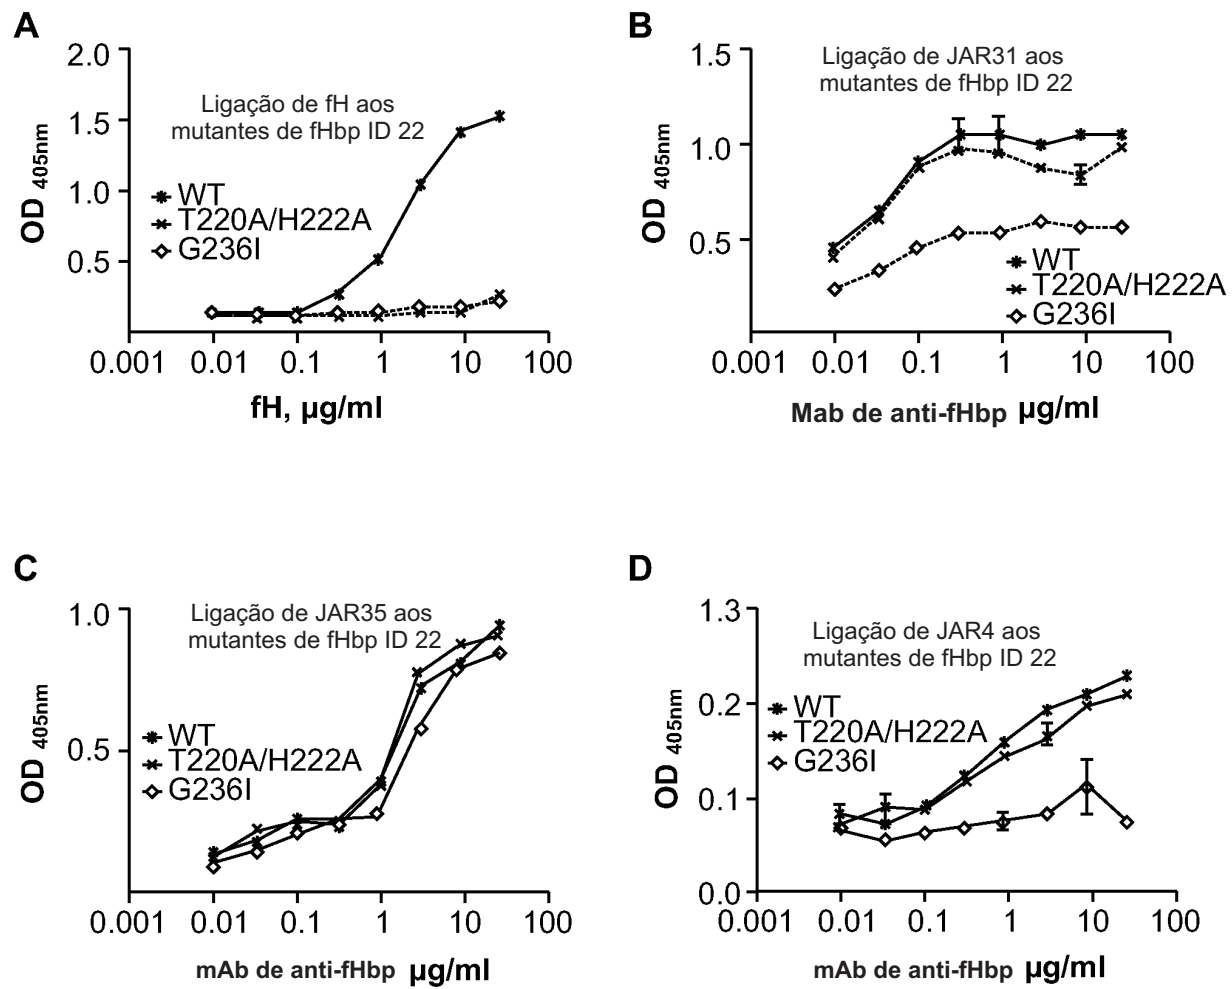 A
2.0
1.5
1.0
0.5
OD 405nm
Ligação de fH aos
mutantes de fHbp ID 22
WT
T220A/H222A
G236I
0.001 0.01 0.1 1 10 100
fH, µg/ml
B
1.5
1.0
0.5
OD 405nm
Ligação de JAR31 aos
mutantes de fHbp ID 22
WT
T220A/H222A
G236I
0.001 0.01 0.1 1 10 100
Mab de anti-fHbp µg/ml
C
1.0
0.5
OD 405nm
Ligação de JAR35 aos
mutantes de fHbp ID 22
WT
T220A/H222A
G236I
0.001 0.01 0.1 1 10 100
mAb de anti-fHbp µg/ml
D
1.3
0.2
0.1
0.0
OD 405nm
Ligação de JAR4 aos
mutantes de fHbp ID 22
WT
T220A/H222A
G236I
0.001 0.01 0.1 1 10 100
mAb de anti-fHbp µg/ml